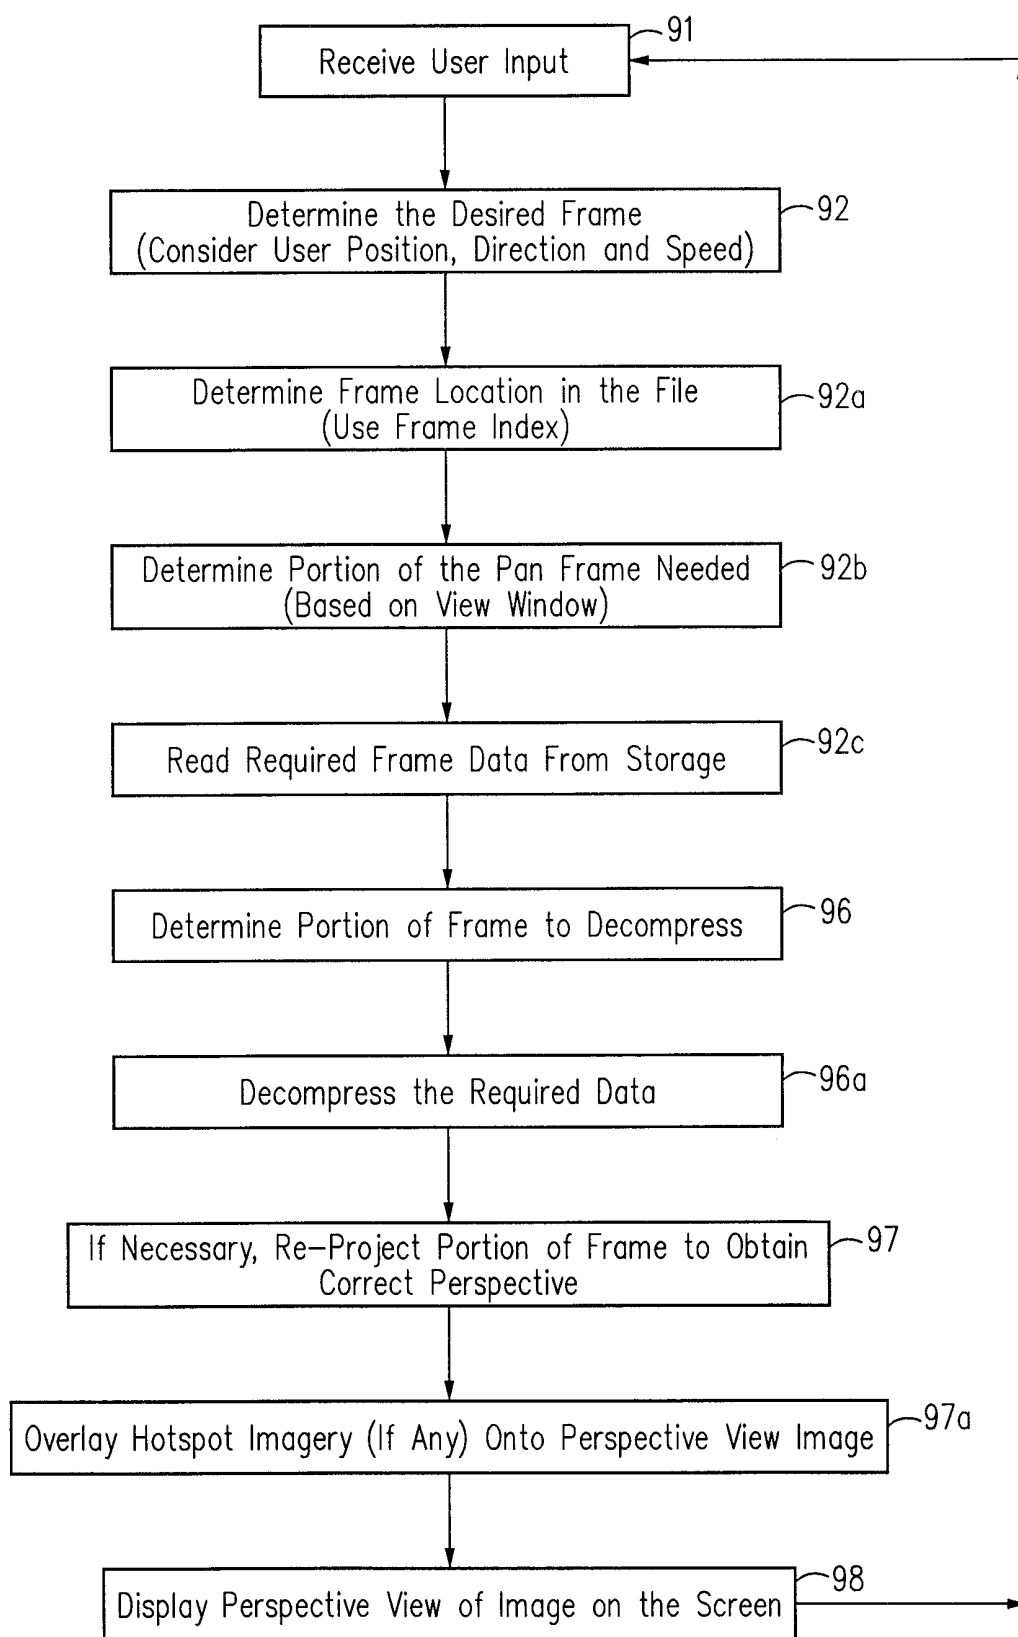 91
Receive User Input
92
Determine the Desired Frame
(Consider User Position, Direction and Speed)
92a
Determine Frame Location in the File
(Use Frame Index)
92b
Determine Portion of the Pan Frame Needed
(Based on View Window)
92c
Read Required Frame Data From Storage
96
Determine Portion of Frame to Decompress
96a
Decompress the Required Data
97
If Necessary, Re-Project Portion of Frame to Obtain
Correct Perspective
97a
Overlay Hotspot Imagery (If Any) Onto Perspective View Image
98
Display Perspective View of Image on the Screen